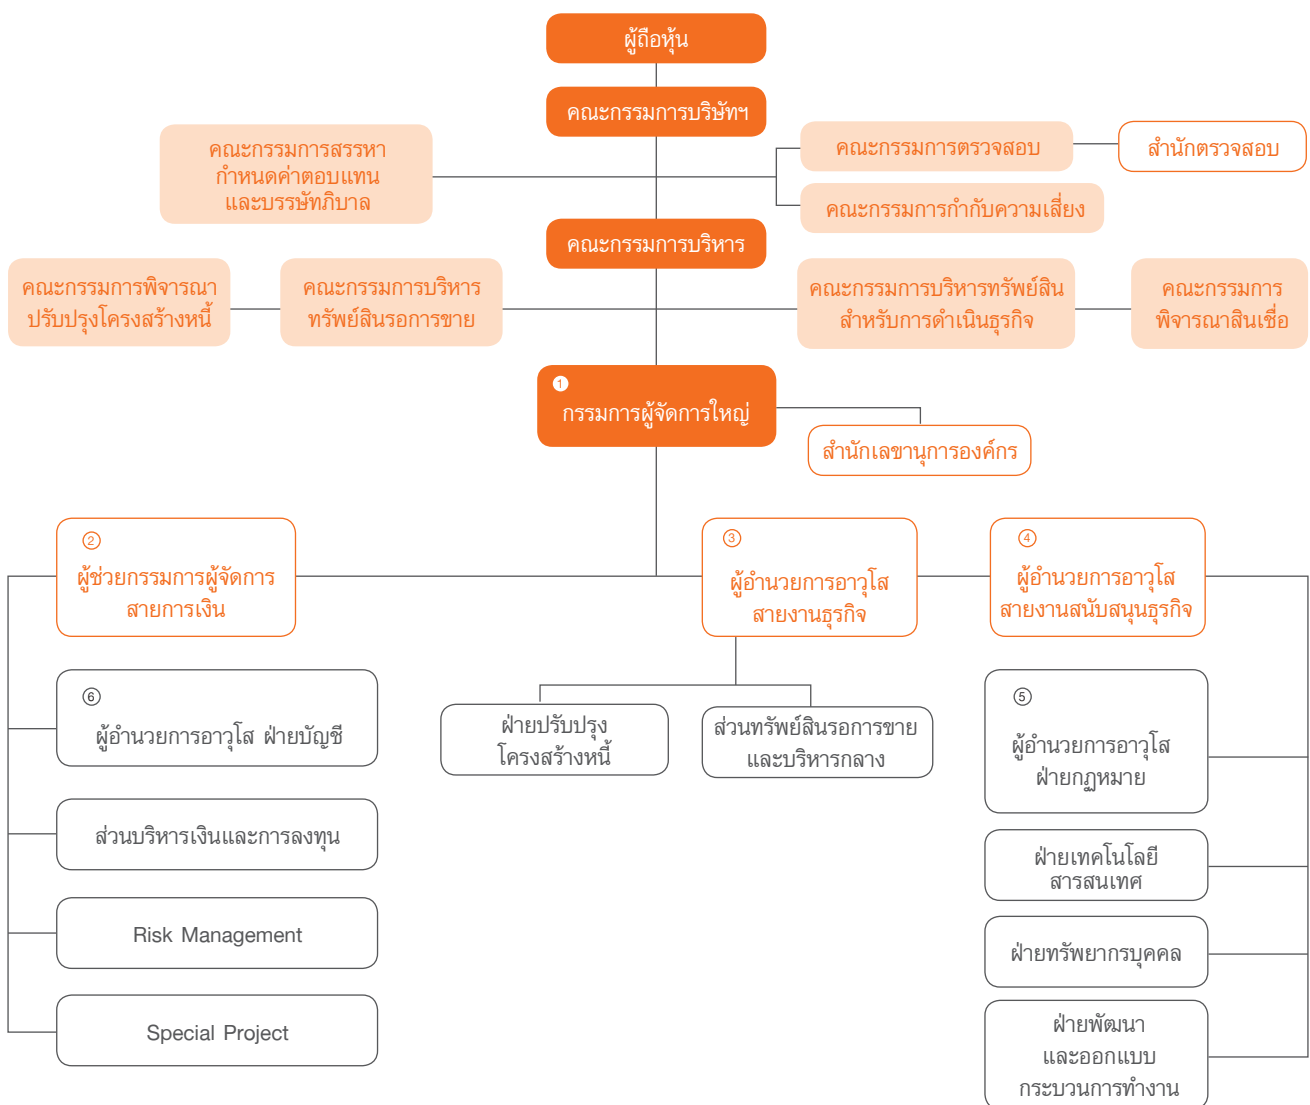 ผู้ถือหุ้น
คณะกรรมการบริษัทฯ
คณะกรรมการสรรหา
กำหนดค่าตอบแทน
และบรรษัทภิบาล
คณะกรรมการตรวจสอบ
สำนักตรวจสอบ
คณะกรรมการกำกับความเสี่ยง
คณะกรรมการบริหาร
คณะกรรมการพิจารณา
ปรับปรุงโครงสร้างหนี้
คณะกรรมการบริหาร
ทรัพย์สินรอการขาย
คณะกรรมการบริหารทรัพย์สิน
สำหรับการดำเนินธุรกิจ
คณะกรรมการ
พิจารณาสินเชื่อ
1
กรรมการผู้จัดการใหญ่
สำนักเลขานุการองค์กร
2
ผู้ช่วยกรรมการผู้จัดการ
สายการเงิน
3
ผู้อำนวยการอาวุโส
สายงานธุรกิจ
4
ผู้อำนวยการอาวุโส
สายงานสนับสนุนธุรกิจ
6
ผู้อำนวยการอาวุโส ฝ่ายบัญชี
ส่วนบริหารเงินและการลงทุน
Risk Management
Special Project
ฝ่ายปรับปรุง
โครงสร้างหนี้
ส่วนทรัพย์สินรอการขาย
และบริหารกลาง
5
ผู้อำนวยการอาวุโส
ฝ่ายกฎหมาย
ฝ่ายเทคโนโลยี
สารสนเทศ
ฝ่ายทรัพยากรบุคคล
ฝ่ายพัฒนา
และออกแบบ
กระบวนการทำงาน